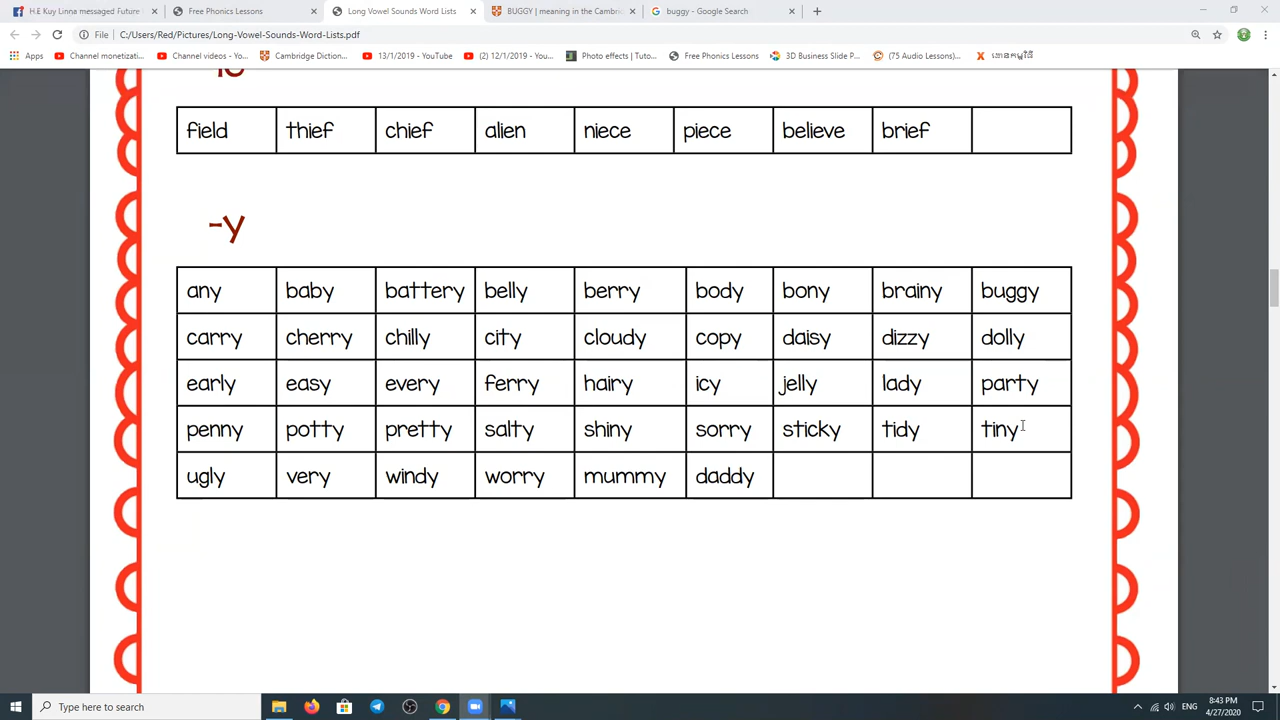 H.E Kuy Linna messaged Future
Free Phonics Lessons
Long Vowel Sounds Word Lists
BUGGY | meaning in the Cambri
buggy - Google Search
File
C:/Users/Red/Pictures/Long-Vowel-Sounds-Word-Lists.pdf
Apps
Channel monetizati...
Channel videos - Yo...
Cambridge Diction...
13/1/2019 - YouTube
(2) 12/1/2019 - You...
Photo effects | Tuto...
Free Phonics Lessons
3D Business Slide P...
(75 Audio Lessons)...
field thief chief alien niece piece believe brief
-y
any baby battery belly berry body bony brainy buggy
carry cherry chilly city cloudy copy daisy dizzy dolly
early easy every ferry hairy icy jelly lady party
penny potty pretty salty shiny sorry sticky tidy tiny
ugly very windy worry mummy daddy
Type here to search
ENG
8:43 PM
4/27/2020